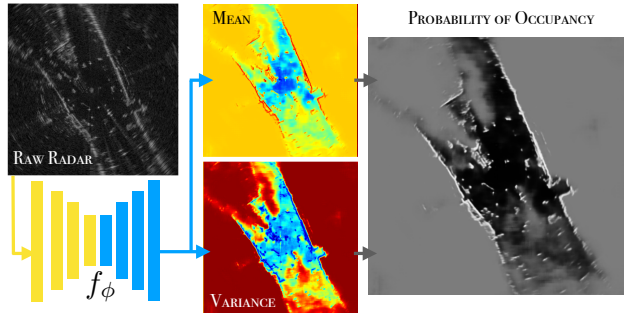 Mean
Probability of Occupancy
Raw Radar
fϕ
Variance